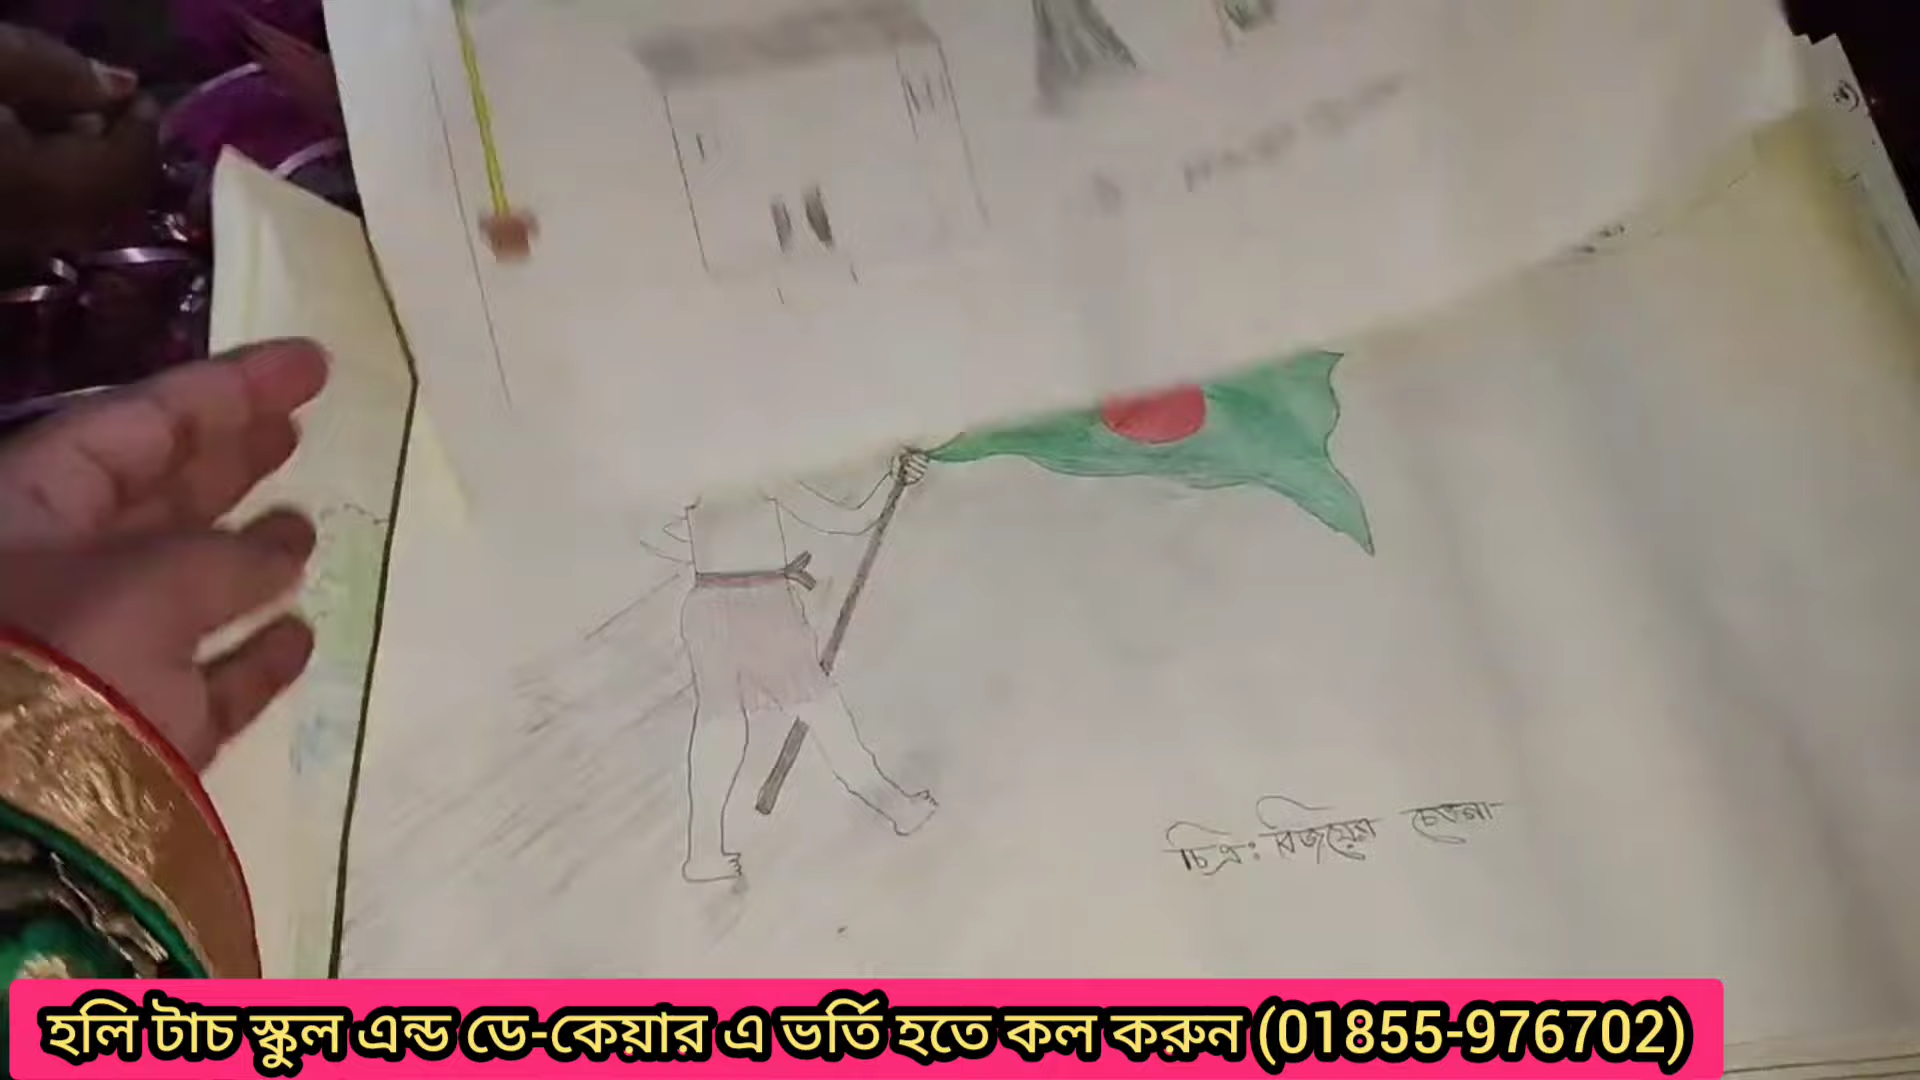 চিত্র: বিজয়ের চেতনা
হলি টাচ স্কুল এন্ড ডে-কেয়ার এ ভর্তি হতে কল করুন (01855-976702)